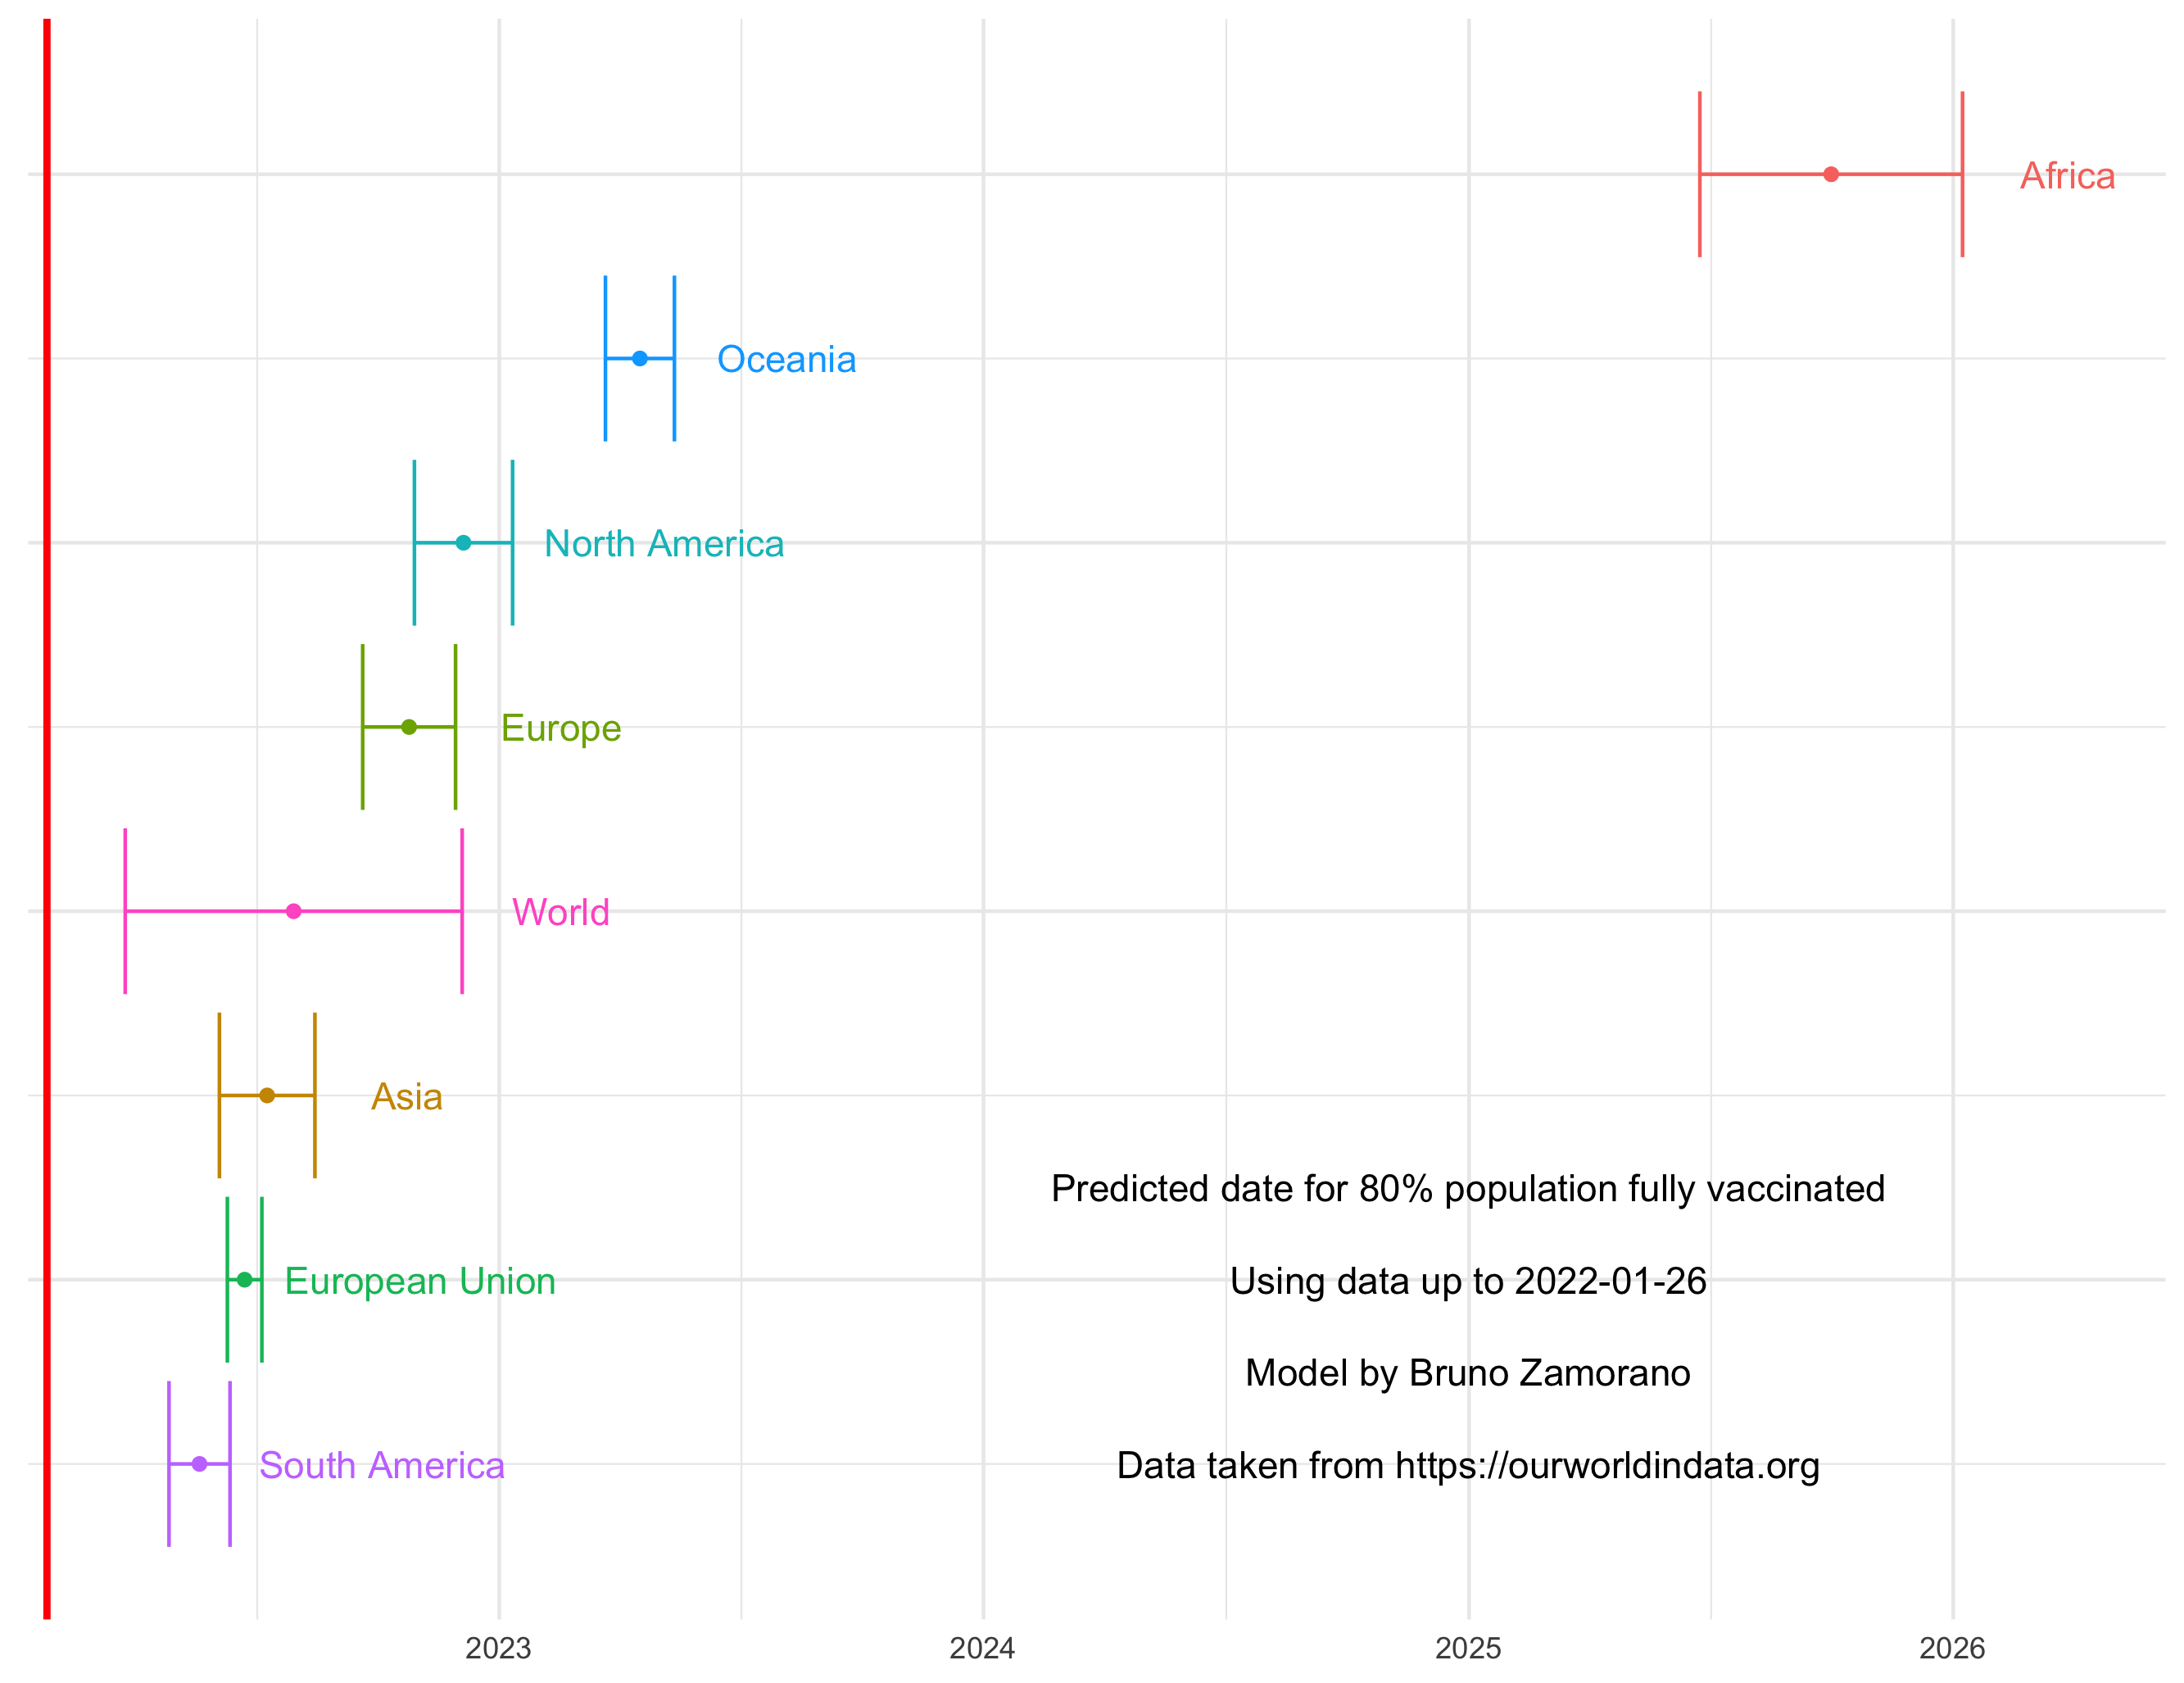 Africa
Oceania
North America
Europe
World
Asia
Predicted date for 80% population fully vaccinated
European Union
Using data up to 2022-01-26
Model by Bruno Zamorano
South America
Data taken from https://ourworldindata.org
2023
2024
2025
2026